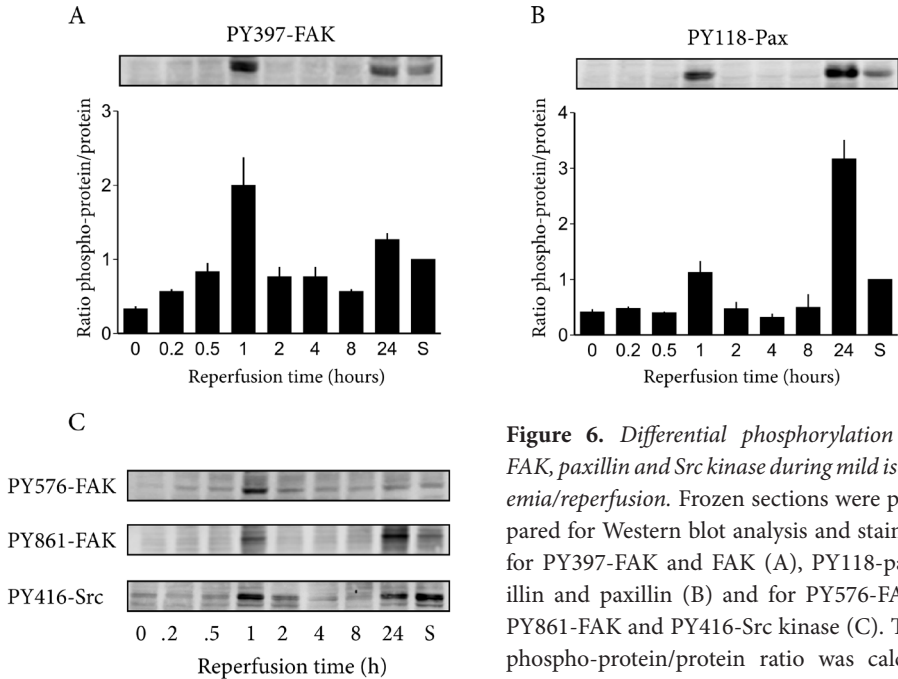 A
PY397-FAK
Ratio phospho-protein/protein
3
2
1
0
0 0.2 0.5 1 2 4 8 24 S
Reperfusion time (hours)
B
PY118-Pax
Ratio phospho-protein/protein
4
3
2
1
0
0 0.2 0.5 1 2 4 8 24 S
Reperfusion time (hours)
C
PY576-FAK
PY861-FAK
PY416-Src
0 .2 .5 1 2 4 8 24 S
Reperfusion time (h)
Figure 6. Differential phosphorylation
FAK, paxillin and Src kinase during mild is
emia/reperfusion. Frozen sections were p
pared for Western blot analysis and stain
for PY397-FAK and FAK (A), PY118-pa
illin and paxillin (B) and for PY576-FA
PY861-FAK and PY416-Src kinase (C). T
phospho-protein/protein ratio was calc